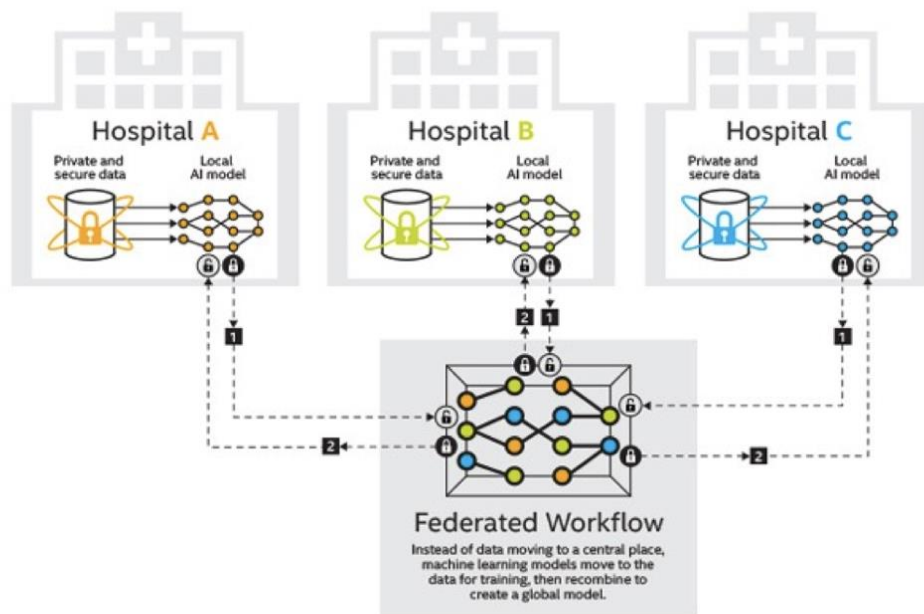 Hospital A
Private and
secure data
Local
AI model
Hospital B
Private and
secure data
Local
AI model
Hospital C
Private and
secure data
Local
AI model
1
2
1
1
2
2
Federated Workflow
Instead of data moving to a central place,
machine learning models move to the
data for training, then recombine to
create a global model.